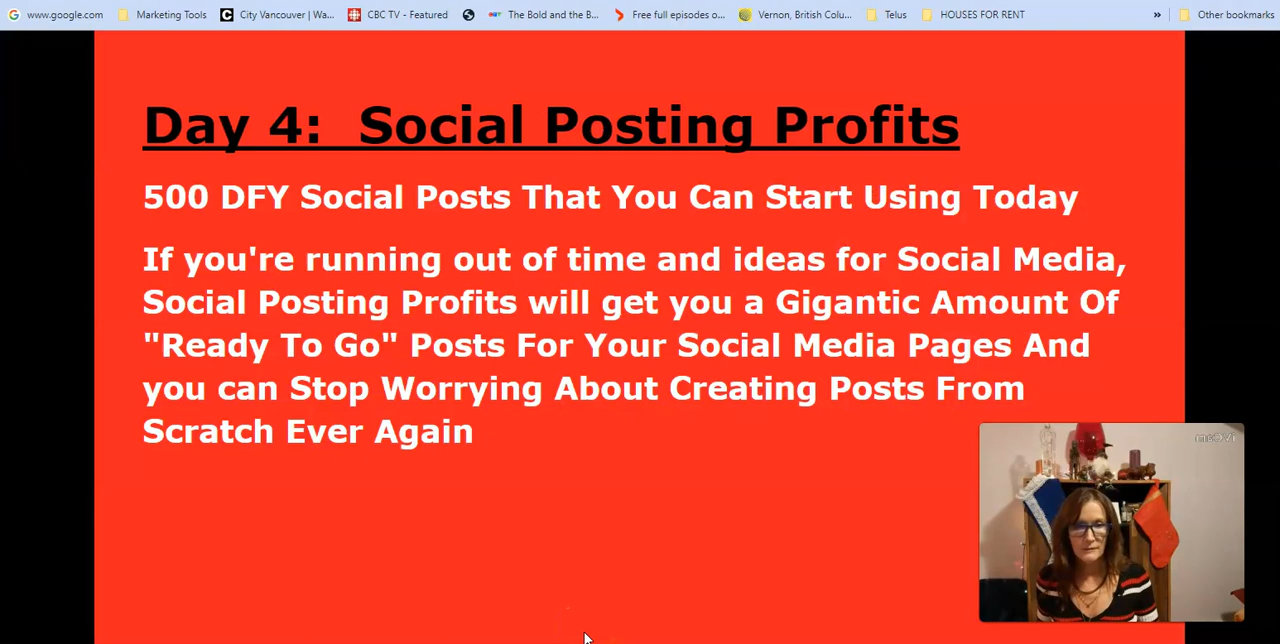 www.google.com Marketing Tools City Vancouver | Wa... CBC TV - Featured The Bold and the B... Free full episodes o... Vernon, British Colu... Telus HOUSES FOR RENT » Other bookmarks
Day 4: Social Posting Profits
500 DFY Social Posts That You Can Start Using Today
If you're running out of time and ideas for Social Media,
Social Posting Profits will get you a Gigantic Amount Of
"Ready To Go" Posts For Your Social Media Pages And
you can Stop Worrying About Creating Posts From
Scratch Ever Again